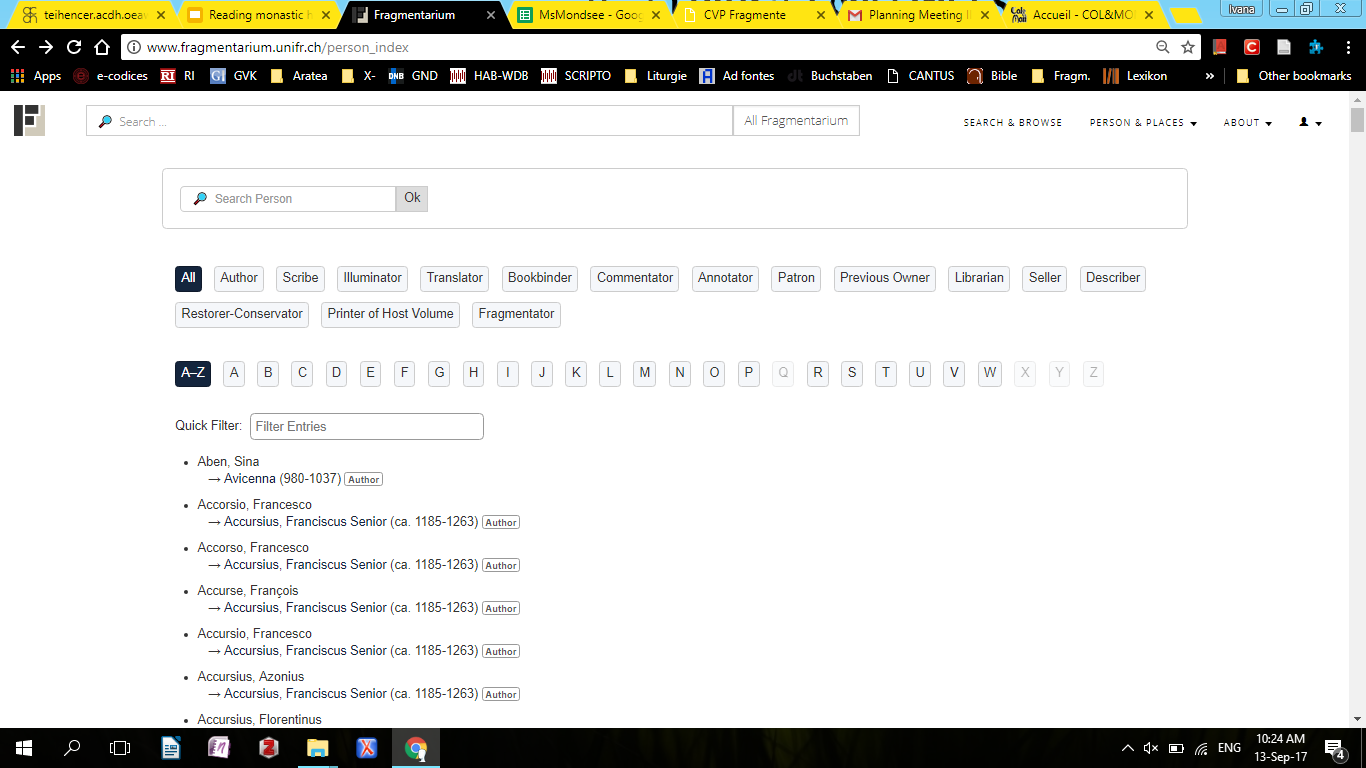 teihencer.acdh.oeaw
Reading monastic h
Fragmentarium
MsMondsee - Goog
CVP Fragmente
Planning Meeting II
Accueil - COL&MO
Ivana
www.fragmentarium.unifr.ch/person_index
Apps e-codices RI RI GI GVK Aratea X- DNB GND HAB-WDB SCRIPTO Liturgie Ad fontes Buchstaben CANTUS Bible Fragm. Lexikon » Other bookmarks
Search ... All Fragmentarium SEARCH & BROWSE PERSON & PLACES ABOUT
Search Person Ok
All Author Scribe Illuminator Translator Bookbinder Commentator Annotator Patron Previous Owner Librarian Seller Describer
Restorer-Conservator Printer of Host Volume Fragmentator
A–Z A B C D E F G H I J K L M N O P Q R S T U V W X Y Z
Quick Filter: Filter Entries
• Aben, Sina
→ Avicenna (980-1037) Author
• Accorsio, Francesco
→ Accursius, Franciscus Senior (ca. 1185-1263) Author
• Accorso, Francesco
→ Accursius, Franciscus Senior (ca. 1185-1263) Author
• Accurse, François
→ Accursius, Franciscus Senior (ca. 1185-1263) Author
• Accursio, Francesco
→ Accursius, Franciscus Senior (ca. 1185-1263) Author
• Accursius, Azonius
→ Accursius, Franciscus Senior (ca. 1185-1263) Author
• Accursius, Florentinus
ENG
10:24 AM
13-Sep-17
4